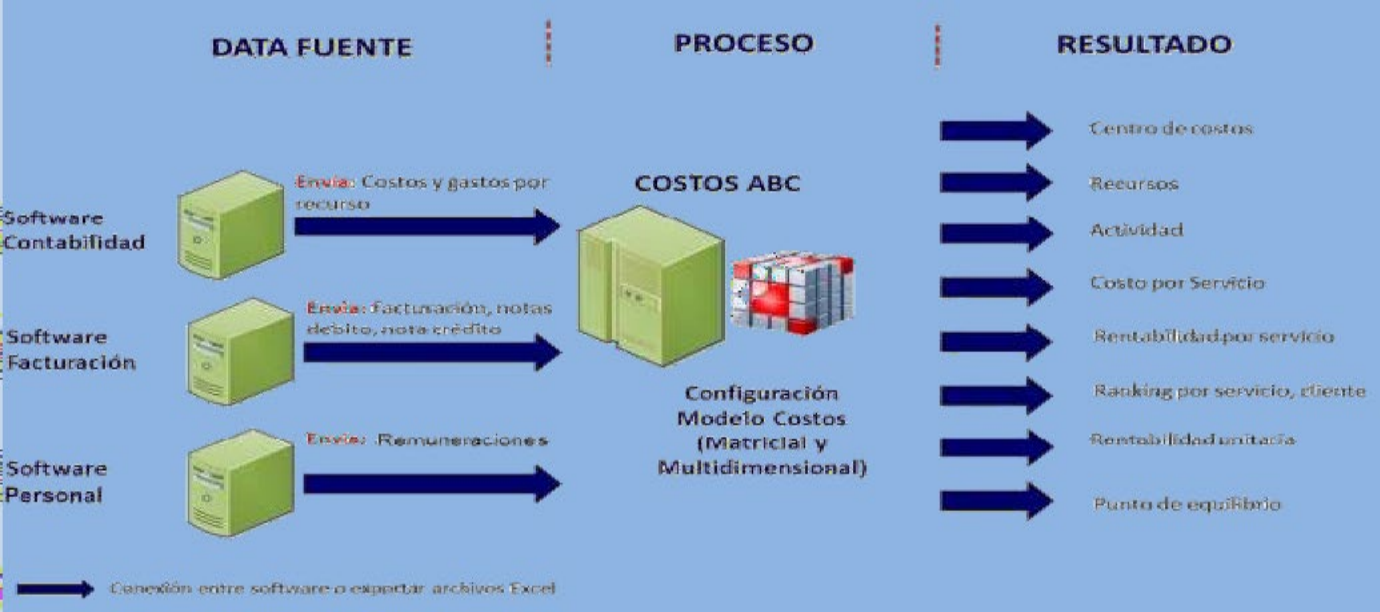 DATA FUENTE
PROCESO
RESULTADO
Software
Contabilidad
Envía: Costos y gastos por
recurso
Software
Facturación
Envía: facturación, notas
debito, nota crédito
Software
Personal
Envía: Remuneraciones
COSTOS ABC
Configuración
Modelo Costos
(Matricial y
Multidimensional)
Centro de costos
Recursos
Actividad
Costo por Servicio
Rentabilidad por servicio
Ranking por servicio, cliente
Rentabilidad unitaria
Punto de equilibrio
Conexión entre software o exportar archivos Excel